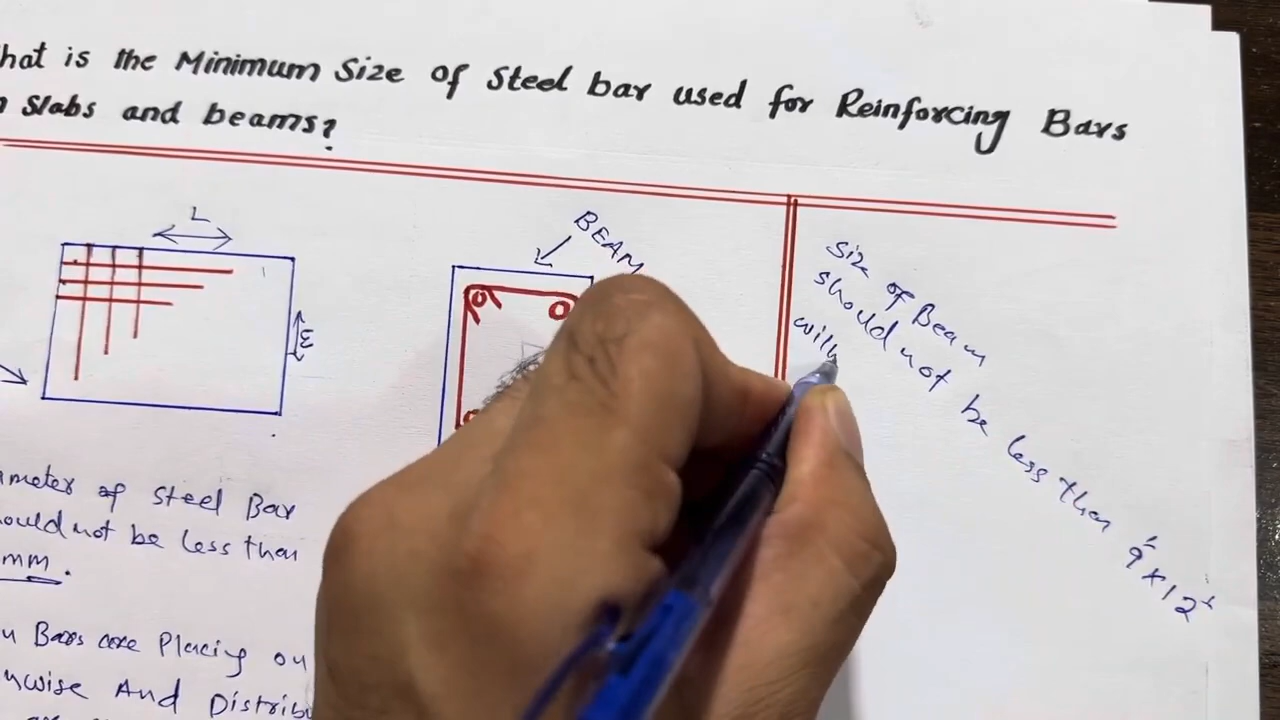 hat is the Minimum Size of Steel bar used for Reinforcing Bars
n Slabs and beams?
L
BEAM
ameter of Steel Bar
ould not be less than
mm.
Bars are Placing on
wise And Distribu
Size of Beam
should not be less than 9"x12"